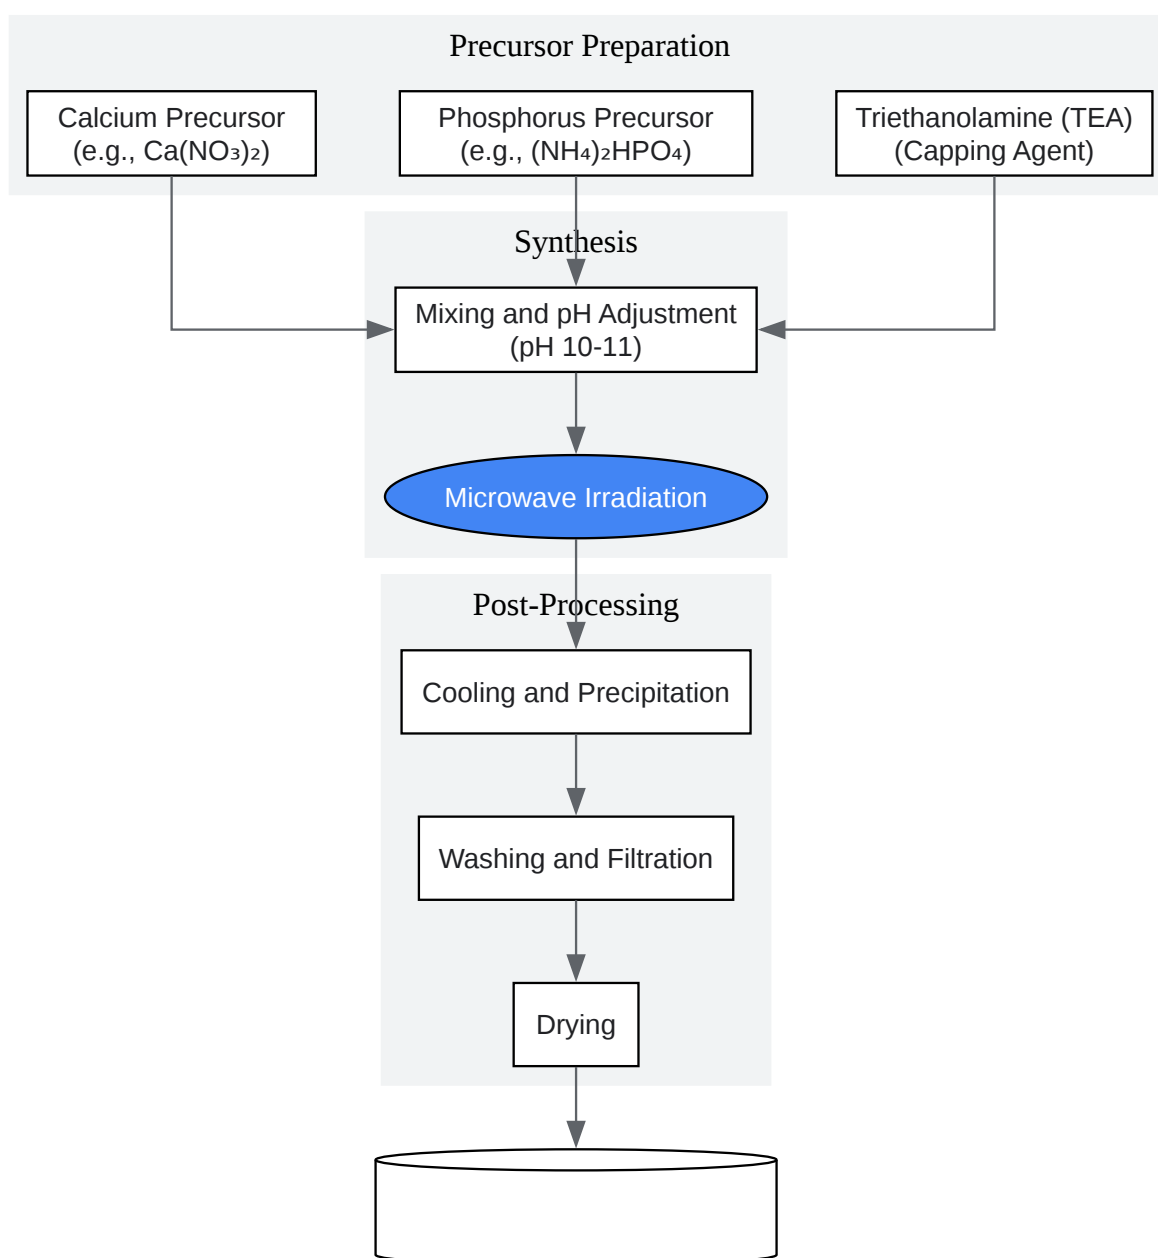 Precursor Preparation
Calcium Precursor
(e.g., Ca(NO₃)₂)
Phosphorus Precursor
(e.g., (NH₄)₂HPO₄)
Triethanolamine (TEA)
(Capping Agent)
Synthesis
Mixing and pH Adjustment
(pH 10-11)
Microwave Irradiation
Post-Processing
Cooling and Precipitation
Washing and Filtration
Drying